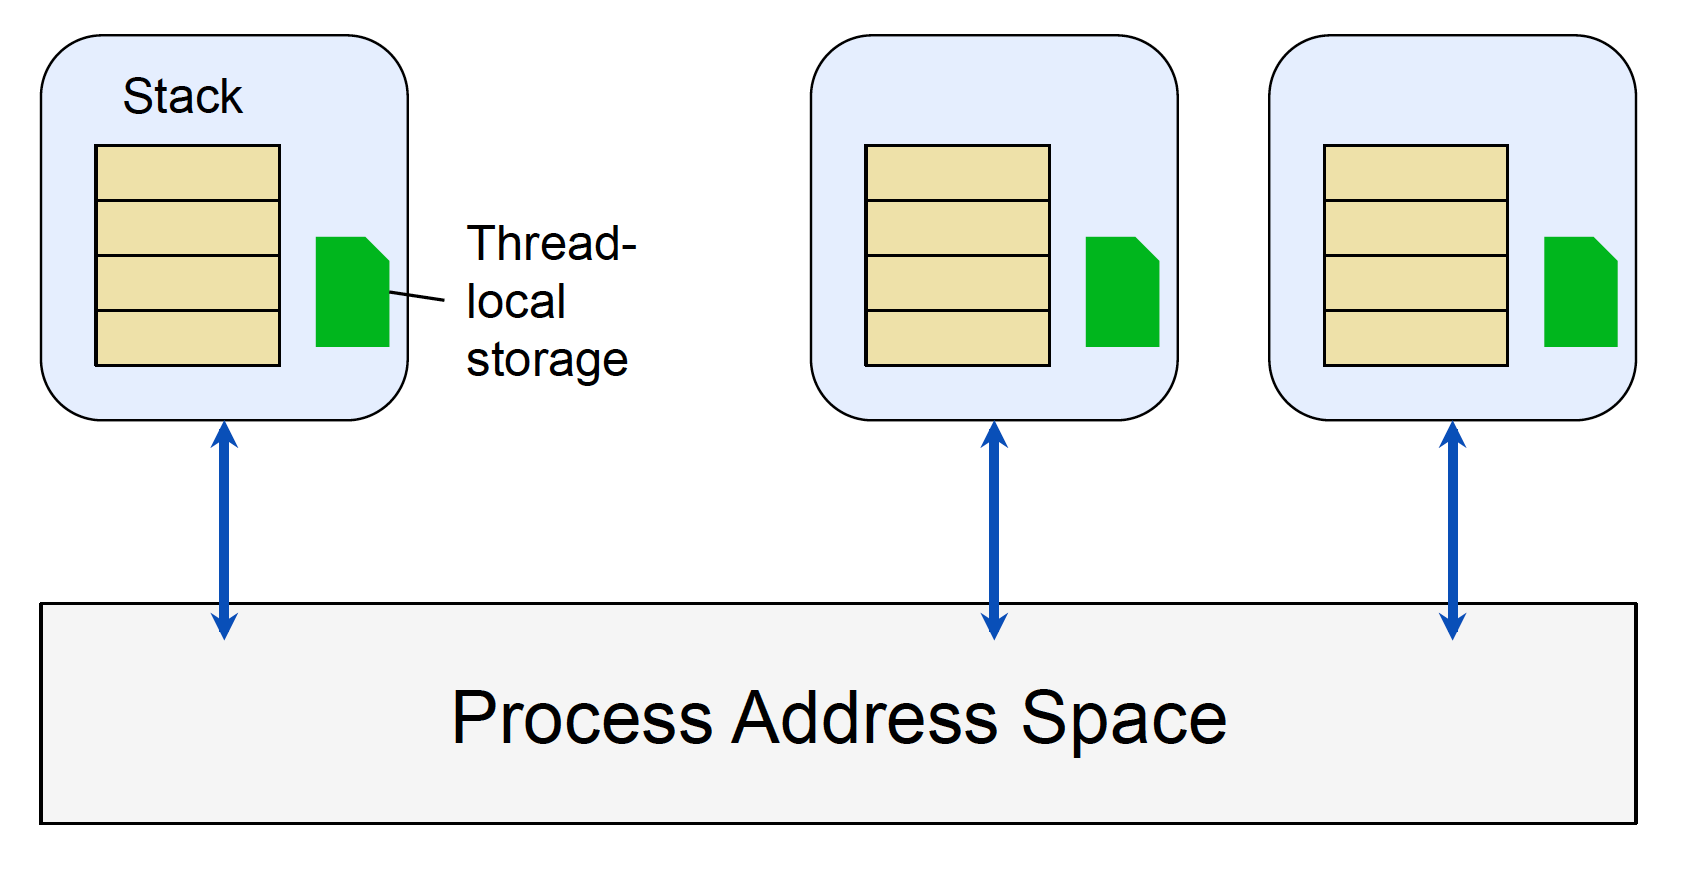 Stack
Thread-
local
storage
Process Address Space